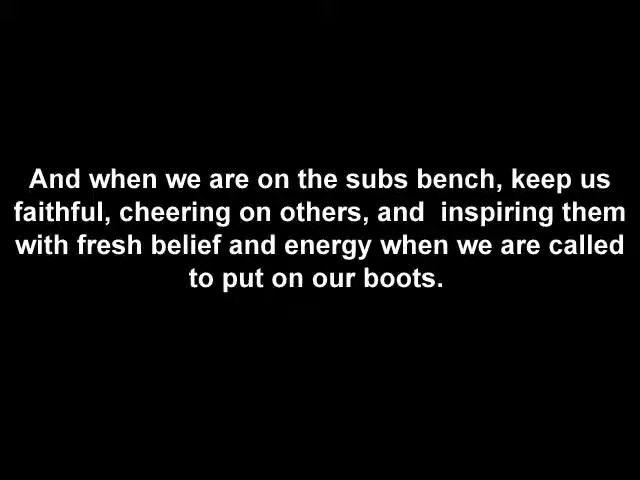 And when we are on the subs bench, keep us
faithful, cheering on others, and  inspiring them
with fresh belief and energy when we are called
to put on our boots.